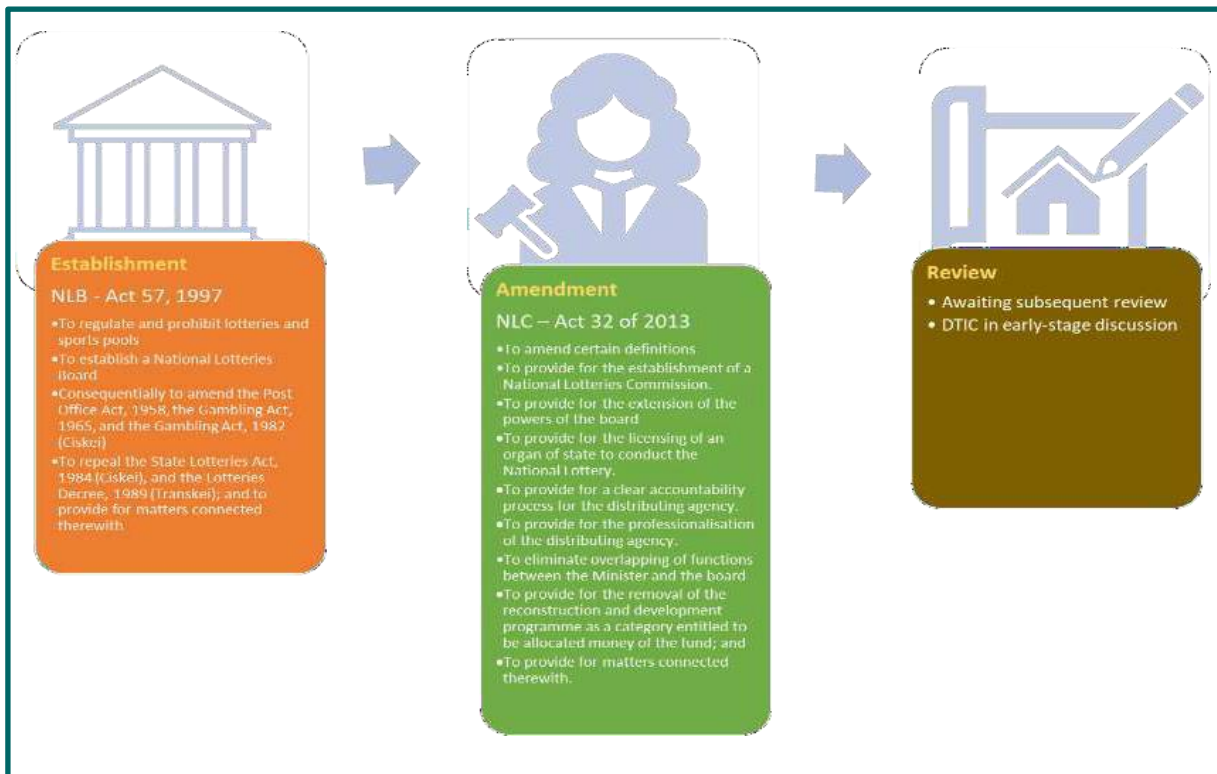 Establishment
NLB - Act 57, 1997
•To regulate and prohibit lotteries and
sports pools
•To establish a National Lotteries
Board
•Consequentially to amend the Post
Office Act, 1958, the Gambling Act,
1965, and the Gambling Act, 1982
(Ciskei)
•To repeal the State Lotteries Act,
1984 (Ciskei), and the Lotteries
Decree, 1989 (Transkei); and to
provide for matters connected
therewith
Amendment
NLC – Act 32 of 2013
•To amend certain definitions
•To provide for the establishment of a
National Lotteries Commission.
•To provide for the extension of the
powers of the board
•To provide for the licensing of an
organ of state to conduct the
National Lottery.
•To provide for a clear accountability
process for the distributing agency.
•To provide for the professionalisation
of the distributing agency.
•To eliminate overlapping of functions
between the Minister and the board
•To provide for the removal of the
reconstruction and development
programme as a category entitled to
be allocated money of the fund; and
•To provide for matters connected
therewith.
Review
• Awaiting subsequent review
• DTIC in early-stage discussion